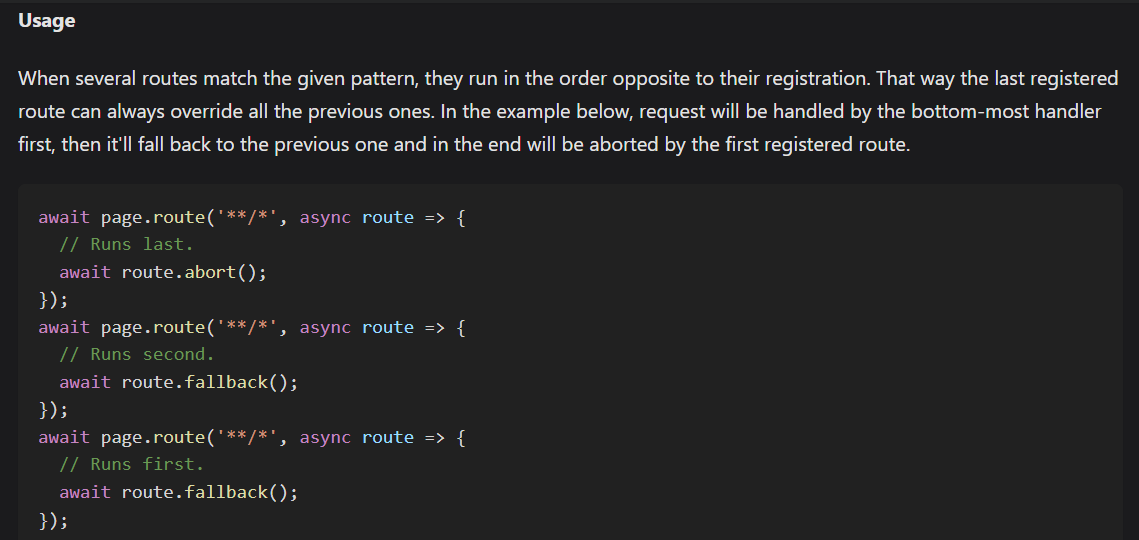 Usage
When several routes match the given pattern, they run in the order opposite to their registration. That way the last registered
route can always override all the previous ones. In the example below, request will be handled by the bottom-most handler
first, then it'll fall back to the previous one and in the end will be aborted by the first registered route.
await page.route('**/*', async route => {
  // Runs last.
  await route.abort();
});
await page.route('**/*', async route => {
  // Runs second.
  await route.fallback();
});
await page.route('**/*', async route => {
  // Runs first.
  await route.fallback();
});